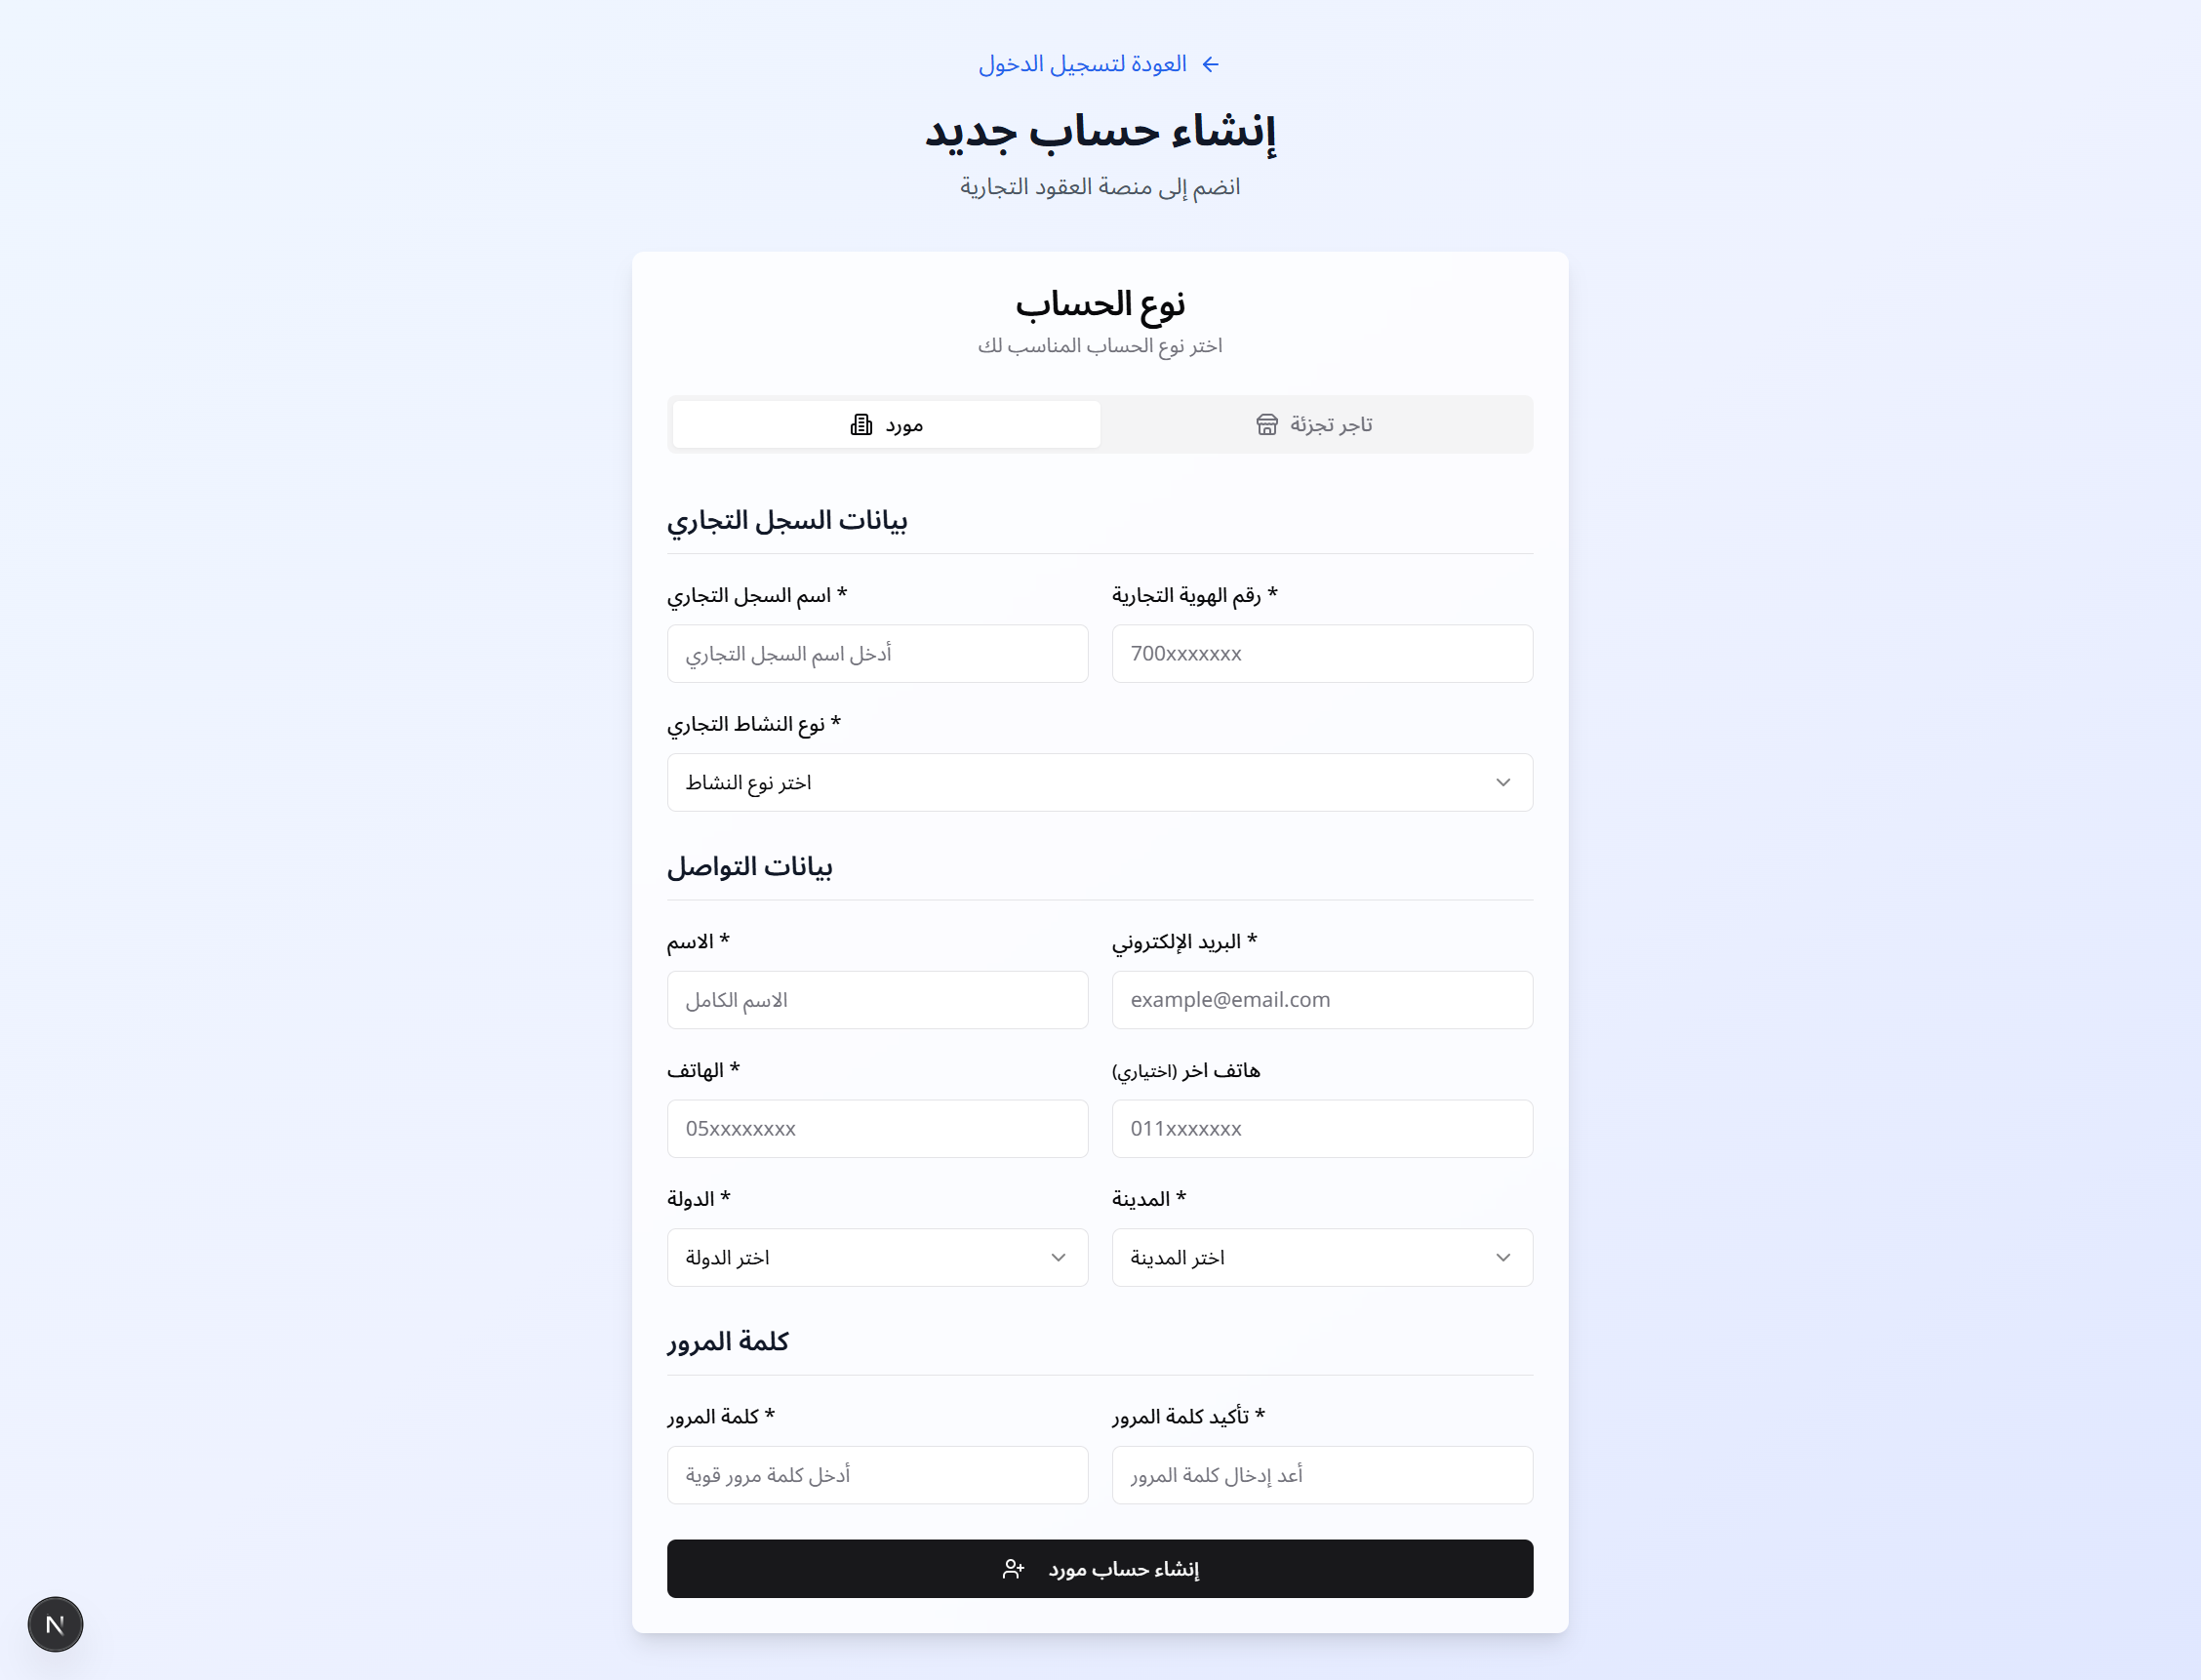 العودة لتسجيل الدخول
إنشاء حساب جديد
انضم إلى منصة العقود التجارية
نوع الحساب
اختر نوع الحساب المناسب لك
مورد
تاجر تجزئة
بيانات السجل التجاري
اسم السجل التجاري *
رقم الهوية التجارية *
أدخل اسم السجل التجاري
700xxxxxxx
نوع النشاط التجاري *
اختر نوع النشاط
بيانات التواصل
الاسم *
البريد الإلكتروني *
الاسم الكامل
example@email.com
الهاتف *
هاتف اخر (اختياري)
05xxxxxxxx
011xxxxxxx
الدولة *
المدينة *
اختر الدولة
اختر المدينة
كلمة المرور
كلمة المرور *
تأكيد كلمة المرور *
أدخل كلمة مرور قوية
أعد إدخال كلمة المرور
إنشاء حساب مورد
N